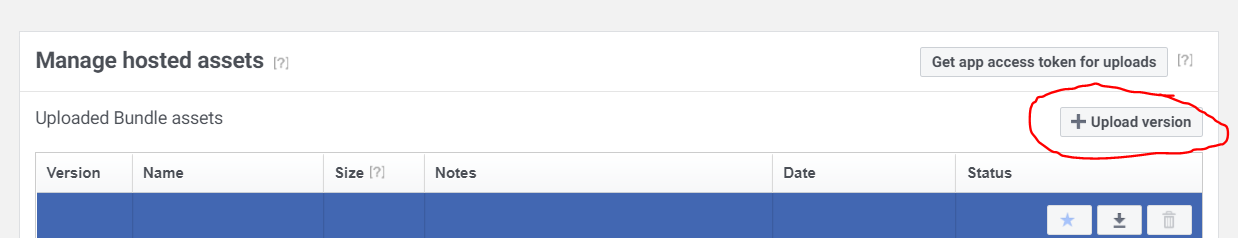 Manage hosted assets [?]
Get app access token for uploads [?]
Uploaded Bundle assets
Upload version
Version Name Size [?] Notes Date Status